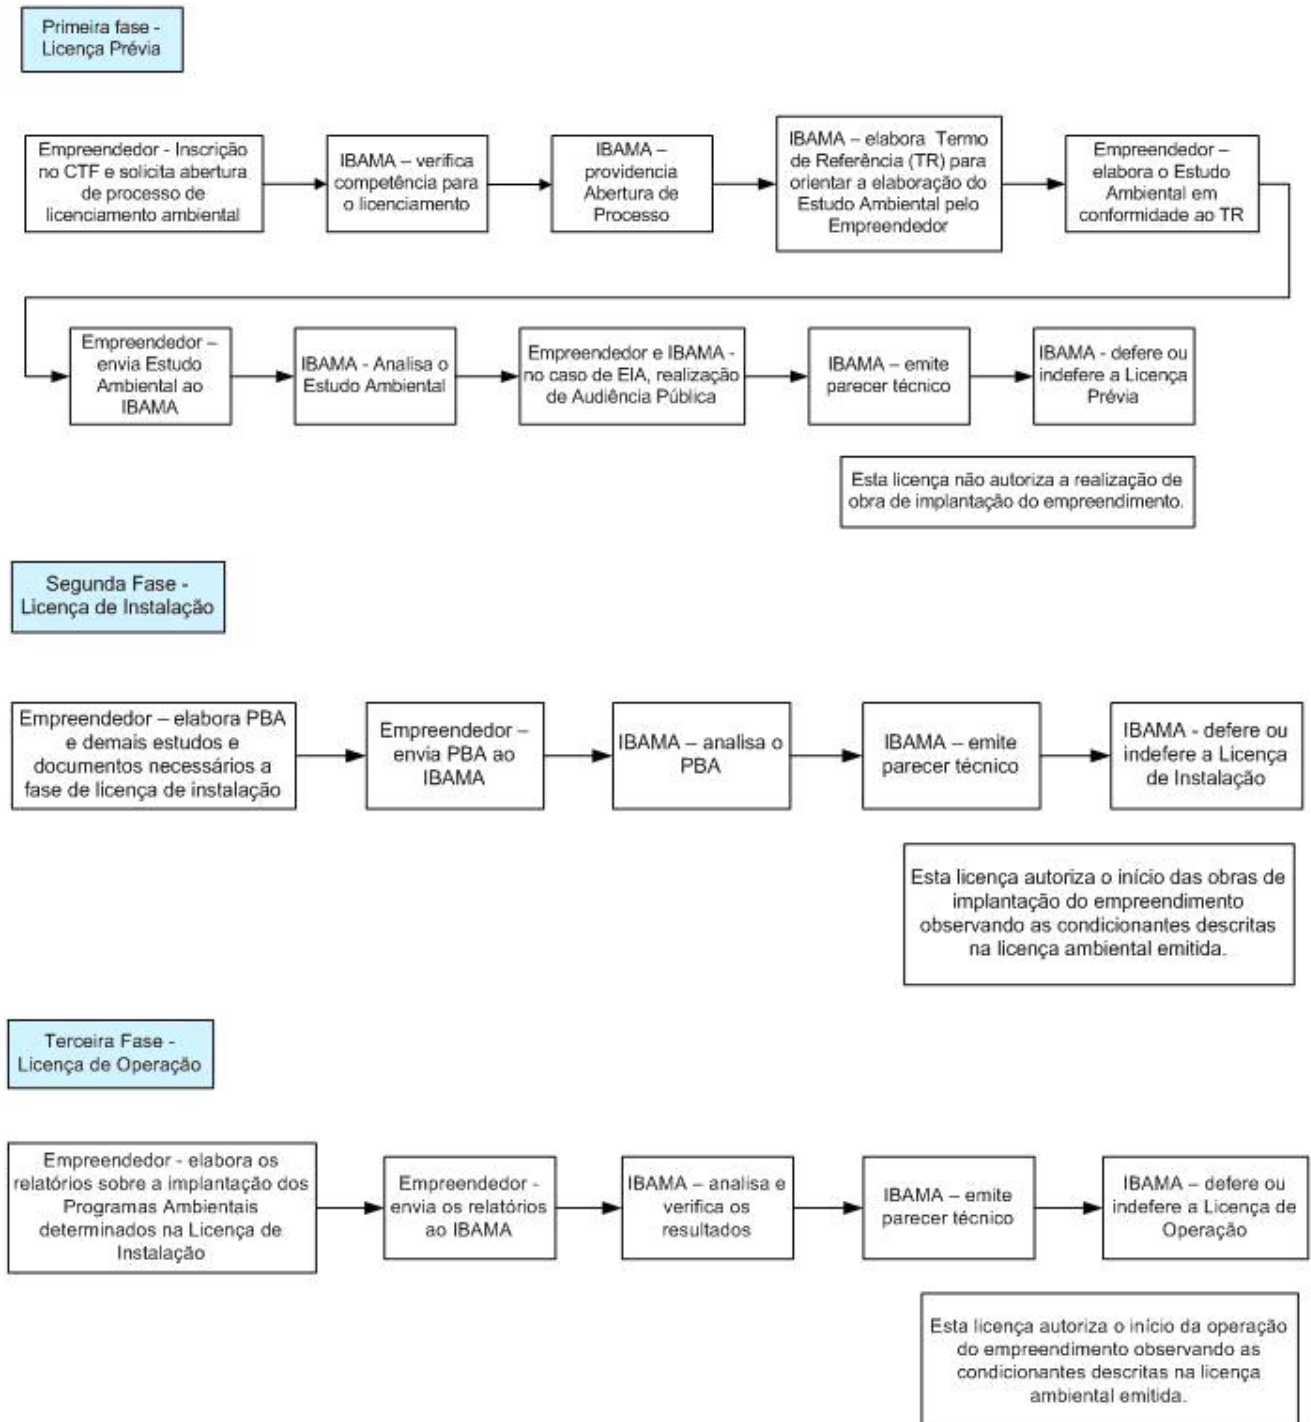 Primeira fase -
Licença Prévia
Empreendedor - Inscrição
no CTF e solicita abertura
de processo de
licenciamento ambiental
IBAMA – verifica
competência para
o licenciamento
IBAMA –
providencia
Abertura de
Processo
IBAMA – elabora Termo
de Referência (TR) para
orientar a elaboração do
Estudo Ambiental pelo
Empreendedor
Empreendedor –
elabora o Estudo
Ambiental em
conformidade ao TR
Empreendedor –
envia Estudo
Ambiental ao
IBAMA
IBAMA - Analisa o
Estudo Ambiental
Empreendedor e IBAMA -
no caso de EIA, realização
de Audiência Pública
IBAMA – emite
parecer técnico
IBAMA - defere ou
indefere a Licença
Prévia
Esta licença não autoriza a realização de
obra de implantação do empreendimento.
Segunda Fase -
Licença de Instalação
Empreendedor – elabora PBA
e demais estudos e
documentos necessários a
fase de licença de instalação
Empreendedor –
envia PBA ao
IBAMA
IBAMA – analisa o
PBA
IBAMA – emite
parecer técnico
IBAMA - defere ou
indefere a Licença
de Instalação
Esta licença autoriza o início das obras de
implantação do empreendimento
observando as condicionantes descritas
na licença ambiental emitida.
Terceira Fase -
Licença de Operação
Empreendedor - elabora os
relatórios sobre a implantação dos
Programas Ambientais
determinados na Licença de
Instalação
Empreendedor -
envia os relatórios
ao IBAMA
IBAMA – analisa e
verifica os
resultados
IBAMA – emite
parecer técnico
IBAMA – defere ou
indefere a Licença de
Operação
Esta licença autoriza o início da operação
do empreendimento observando as
condicionantes descritas na licença
ambiental emitida.